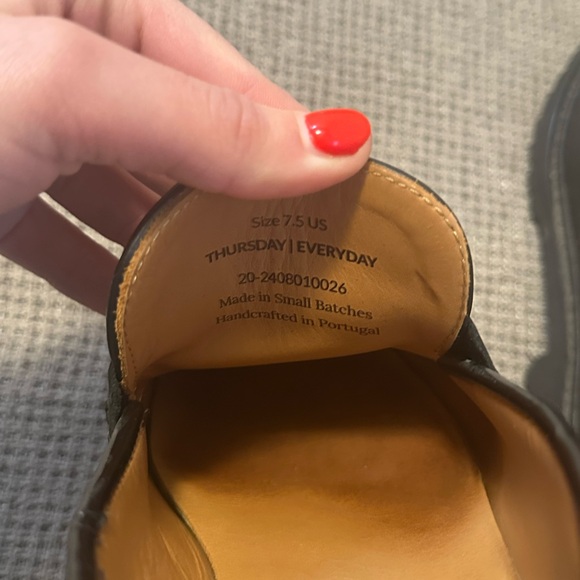 Size 7.5 US
THURSDAY | EVERYDAY
20-2408010026
Made in Small Batches
Handcrafted in Portugal